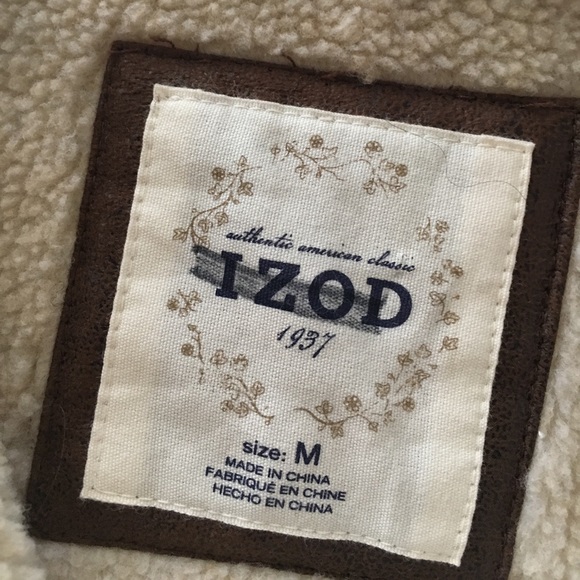 authentic american classic
IZOD
1937
size: M
MADE IN CHINA
FABRIQUÉ EN CHINE
HECHO EN CHINA